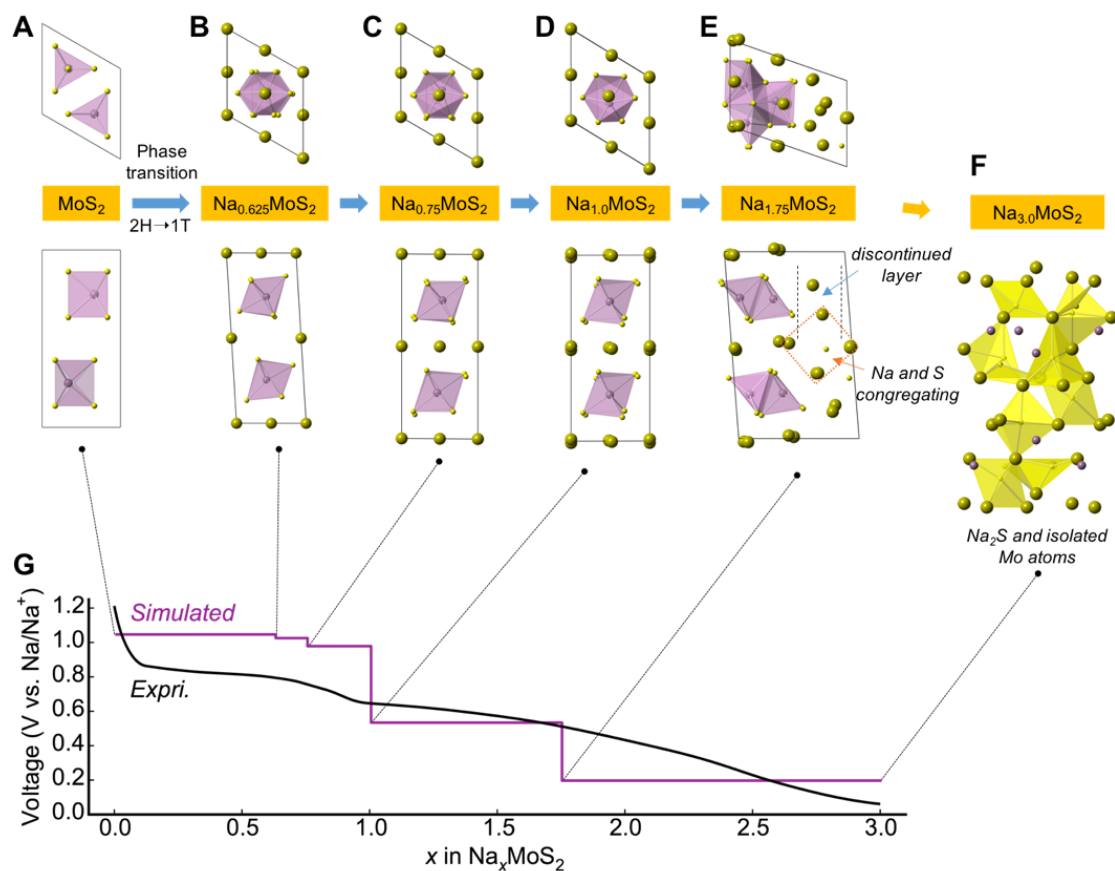 A
B
C
D
E
F
Phase
transition
2H→1T
MoS₂
Na₀.₆₂₅MoS₂
Na₀.₇₅MoS₂
Na₁.₀MoS₂
Na₁.₇₅MoS₂
Na₃.₀MoS₂
discontinued
layer
Na and S
congregating
Na₂S and isolated
Mo atoms
G
Voltage (V vs. Na/Na⁺)
1.2
1.0
0.8
0.6
0.4
0.2
0.0
Simulated
Expri.
0.0 0.5 1.0 1.5 2.0 2.5 3.0
x in NaₓMoS₂